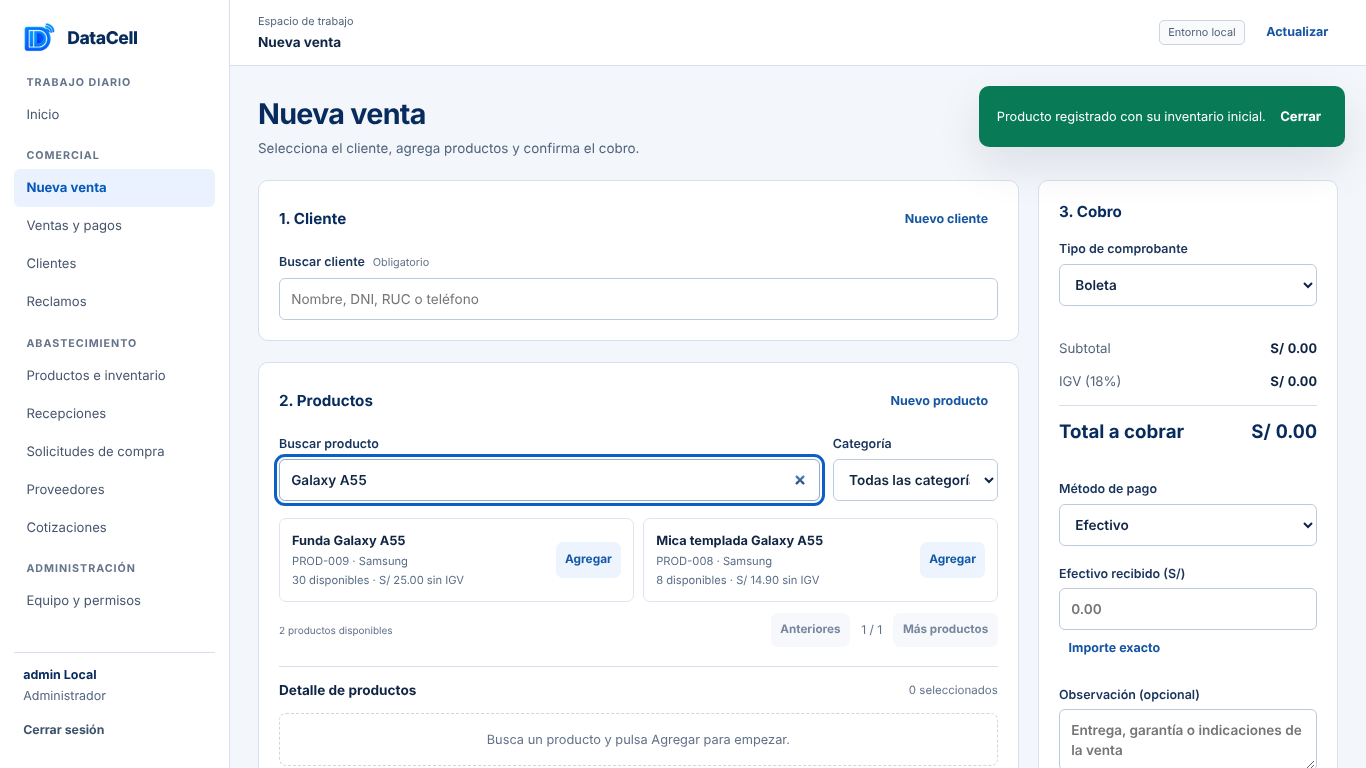 DataCell
TRABAJO DIARIO
Inicio
COMERCIAL
Nueva venta
Ventas y pagos
Clientes
Reclamos
ABASTECIMIENTO
Productos e inventario
Recepciones
Solicitudes de compra
Proveedores
Cotizaciones
ADMINISTRACIÓN
Equipo y permisos
admin Local
Administrador
Cerrar sesión
Espacio de trabajo
Nueva venta
Entorno local
Actualizar
Producto registrado con su inventario inicial. Cerrar
Nueva venta
Selecciona el cliente, agrega productos y confirma el cobro.
1. Cliente
Nuevo cliente
Buscar cliente Obligatorio
Nombre, DNI, RUC o teléfono
2. Productos
Nuevo producto
Buscar producto
Categoría
Galaxy A55
Todas las categorí
Funda Galaxy A55
PROD-009 · Samsung
30 disponibles · S/ 25.00 sin IGV
Agregar
Mica templada Galaxy A55
PROD-008 · Samsung
8 disponibles · S/ 14.90 sin IGV
Agregar
2 productos disponibles
Anteriores
1 / 1
Más productos
Detalle de productos
0 seleccionados
Busca un producto y pulsa Agregar para empezar.
3. Cobro
Tipo de comprobante
Boleta
Subtotal S/ 0.00
IGV (18%) S/ 0.00
Total a cobrar S/ 0.00
Método de pago
Efectivo
Efectivo recibido (S/)
0.00
Importe exacto
Observación (opcional)
Entrega, garantía o indicaciones de
la venta